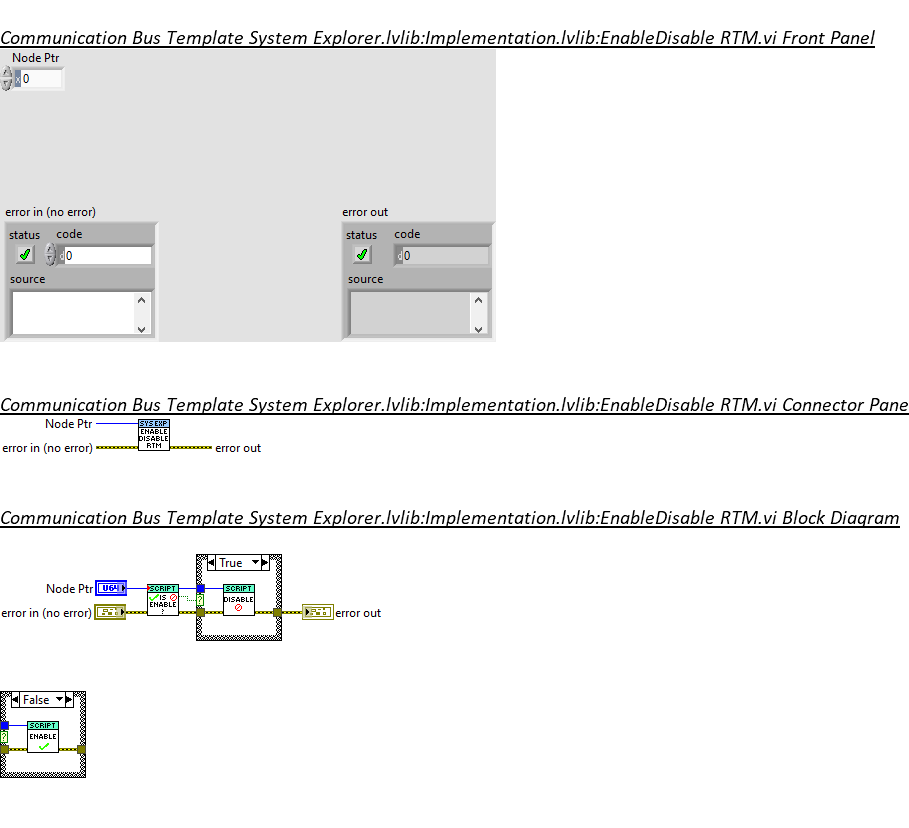 Communication Bus Template System Explorer.lvlib:Implementation.lvlib:EnableDisable RTM.vi Front Panel
Node Ptr
x 0
error in (no error)
error out
status code
status code
d 0
d 0
source
source
Communication Bus Template System Explorer.lvlib:Implementation.lvlib:EnableDisable RTM.vi Connector Pane
Node Ptr
SYS EXP
ENABLE
DISABLE
RTM
error in (no error)
error out
Communication Bus Template System Explorer.lvlib:Implementation.lvlib:EnableDisable RTM.vi Block Diagram
True
Node Ptr
U64
SCRIPT
IS
ENABLE
?
?
SCRIPT
DISABLE
error in (no error)
error out
False
SCRIPT
ENABLE
?